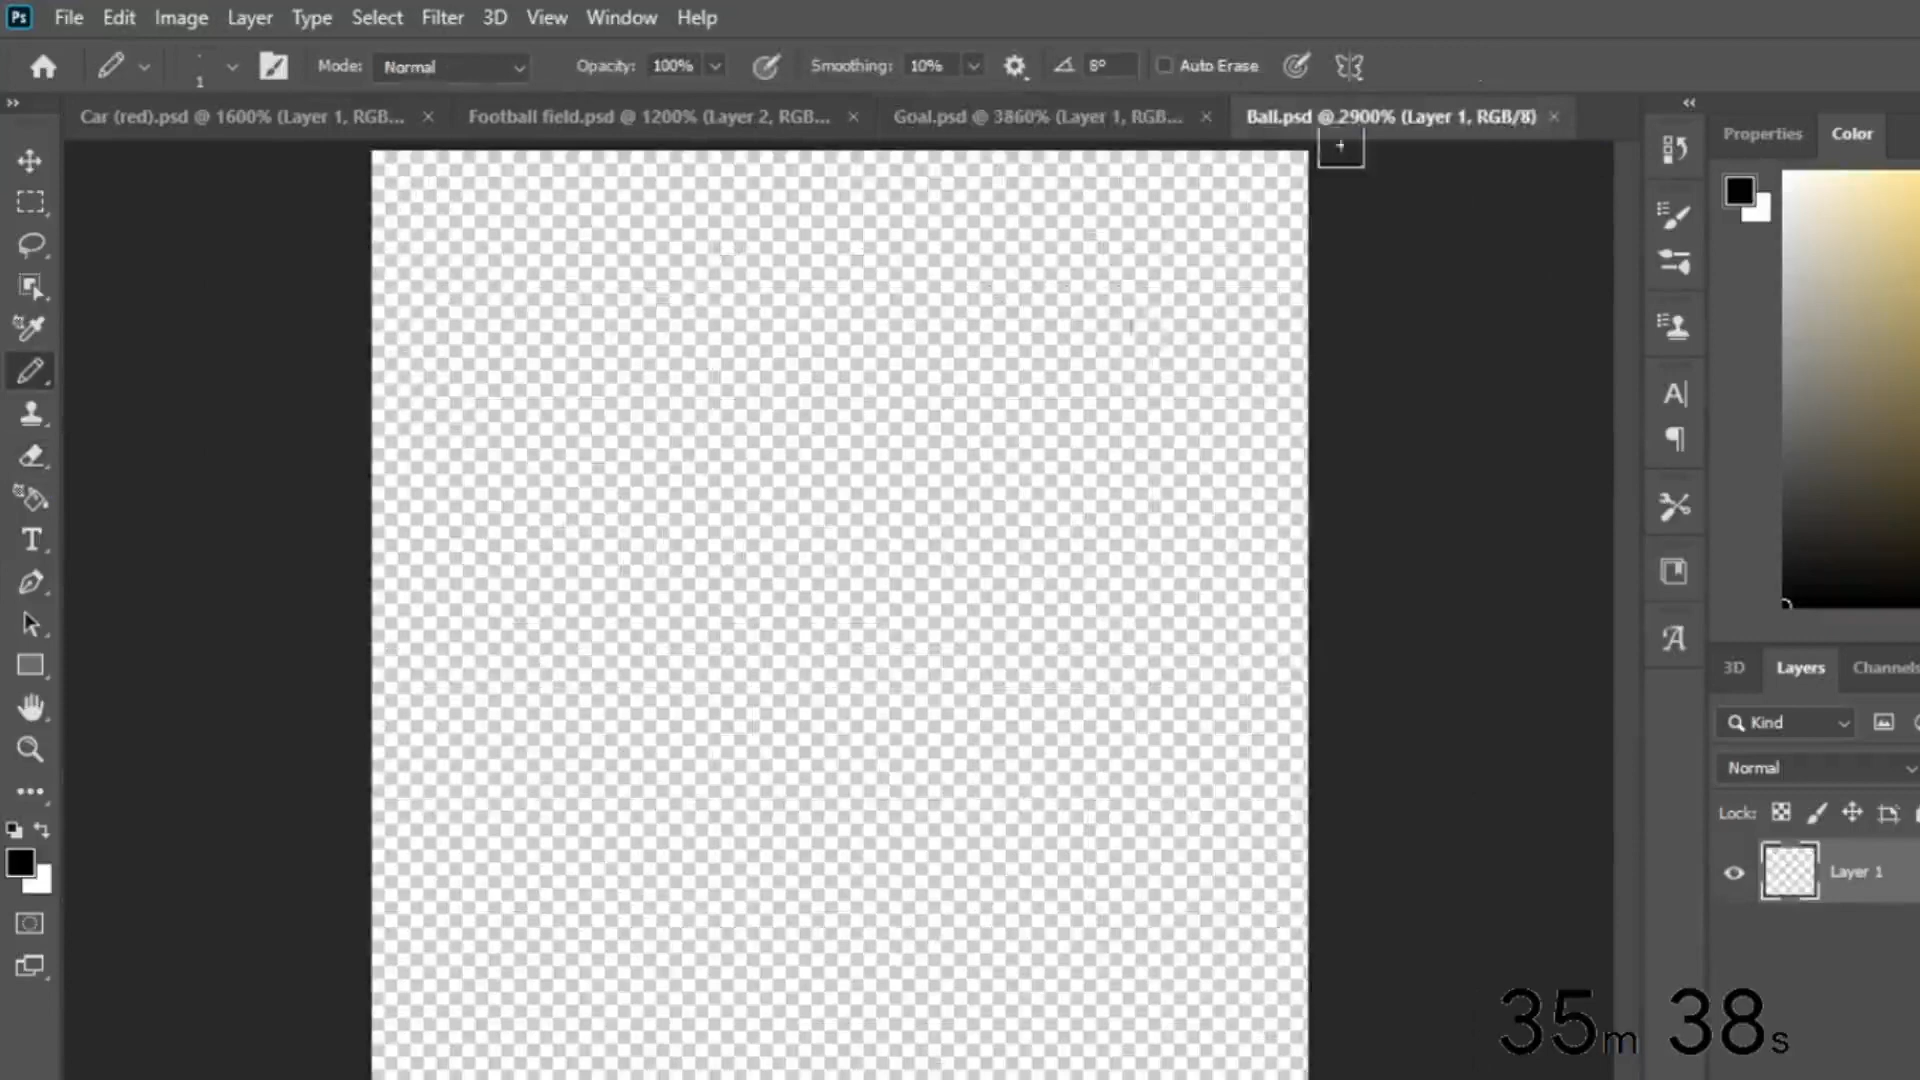 Ps File Edit Image Layer Type Select Filter 3D View Window Help
1 Mode: Normal Opacity: 100% Smoothing: 10% 8° Auto Erase
Car (red).psd @ 1600% (Layer 1, RGB... × Football field.psd @ 1200% (Layer 2, RGB... × Goal.psd @ 3860% (Layer 1, RGB... × Ball.psd @ 2900% (Layer 1, RGB/8) ×
Properties Color
3D Layers Channels
Kind
Normal
Lock:
Layer 1
35m 38s